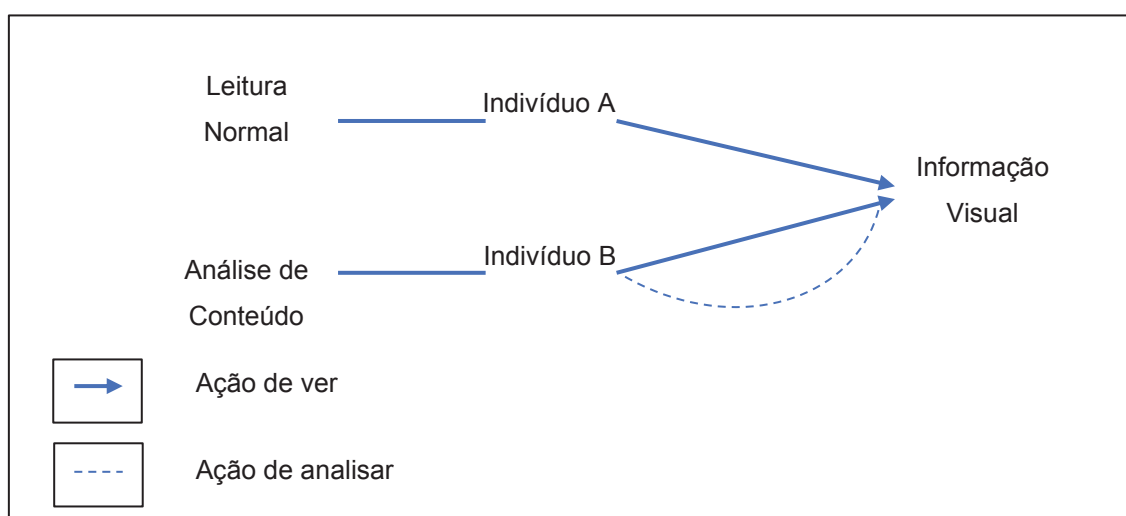 Leitura
Normal
Indivíduo A
Informação
Visual
Análise de
Conteúdo
Indivíduo B
Ação de ver
Ação de analisar